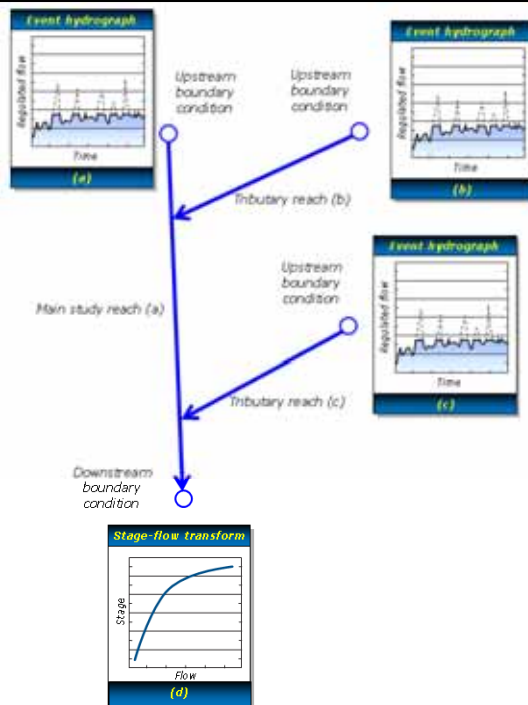 Event hydrograph
Regulated flow
Time
(a)
Upstream
boundary
condition
Upstream
boundary
condition
Event hydrograph
Regulated flow
Time
(b)
Tributary reach (b)
Main study reach (a)
Upstream
boundary
condition
Event hydrograph
Regulated flow
Time
(c)
Tributary reach (c)
Downstream
boundary
condition
Stage-flow transform
Stage
Flow
(d)